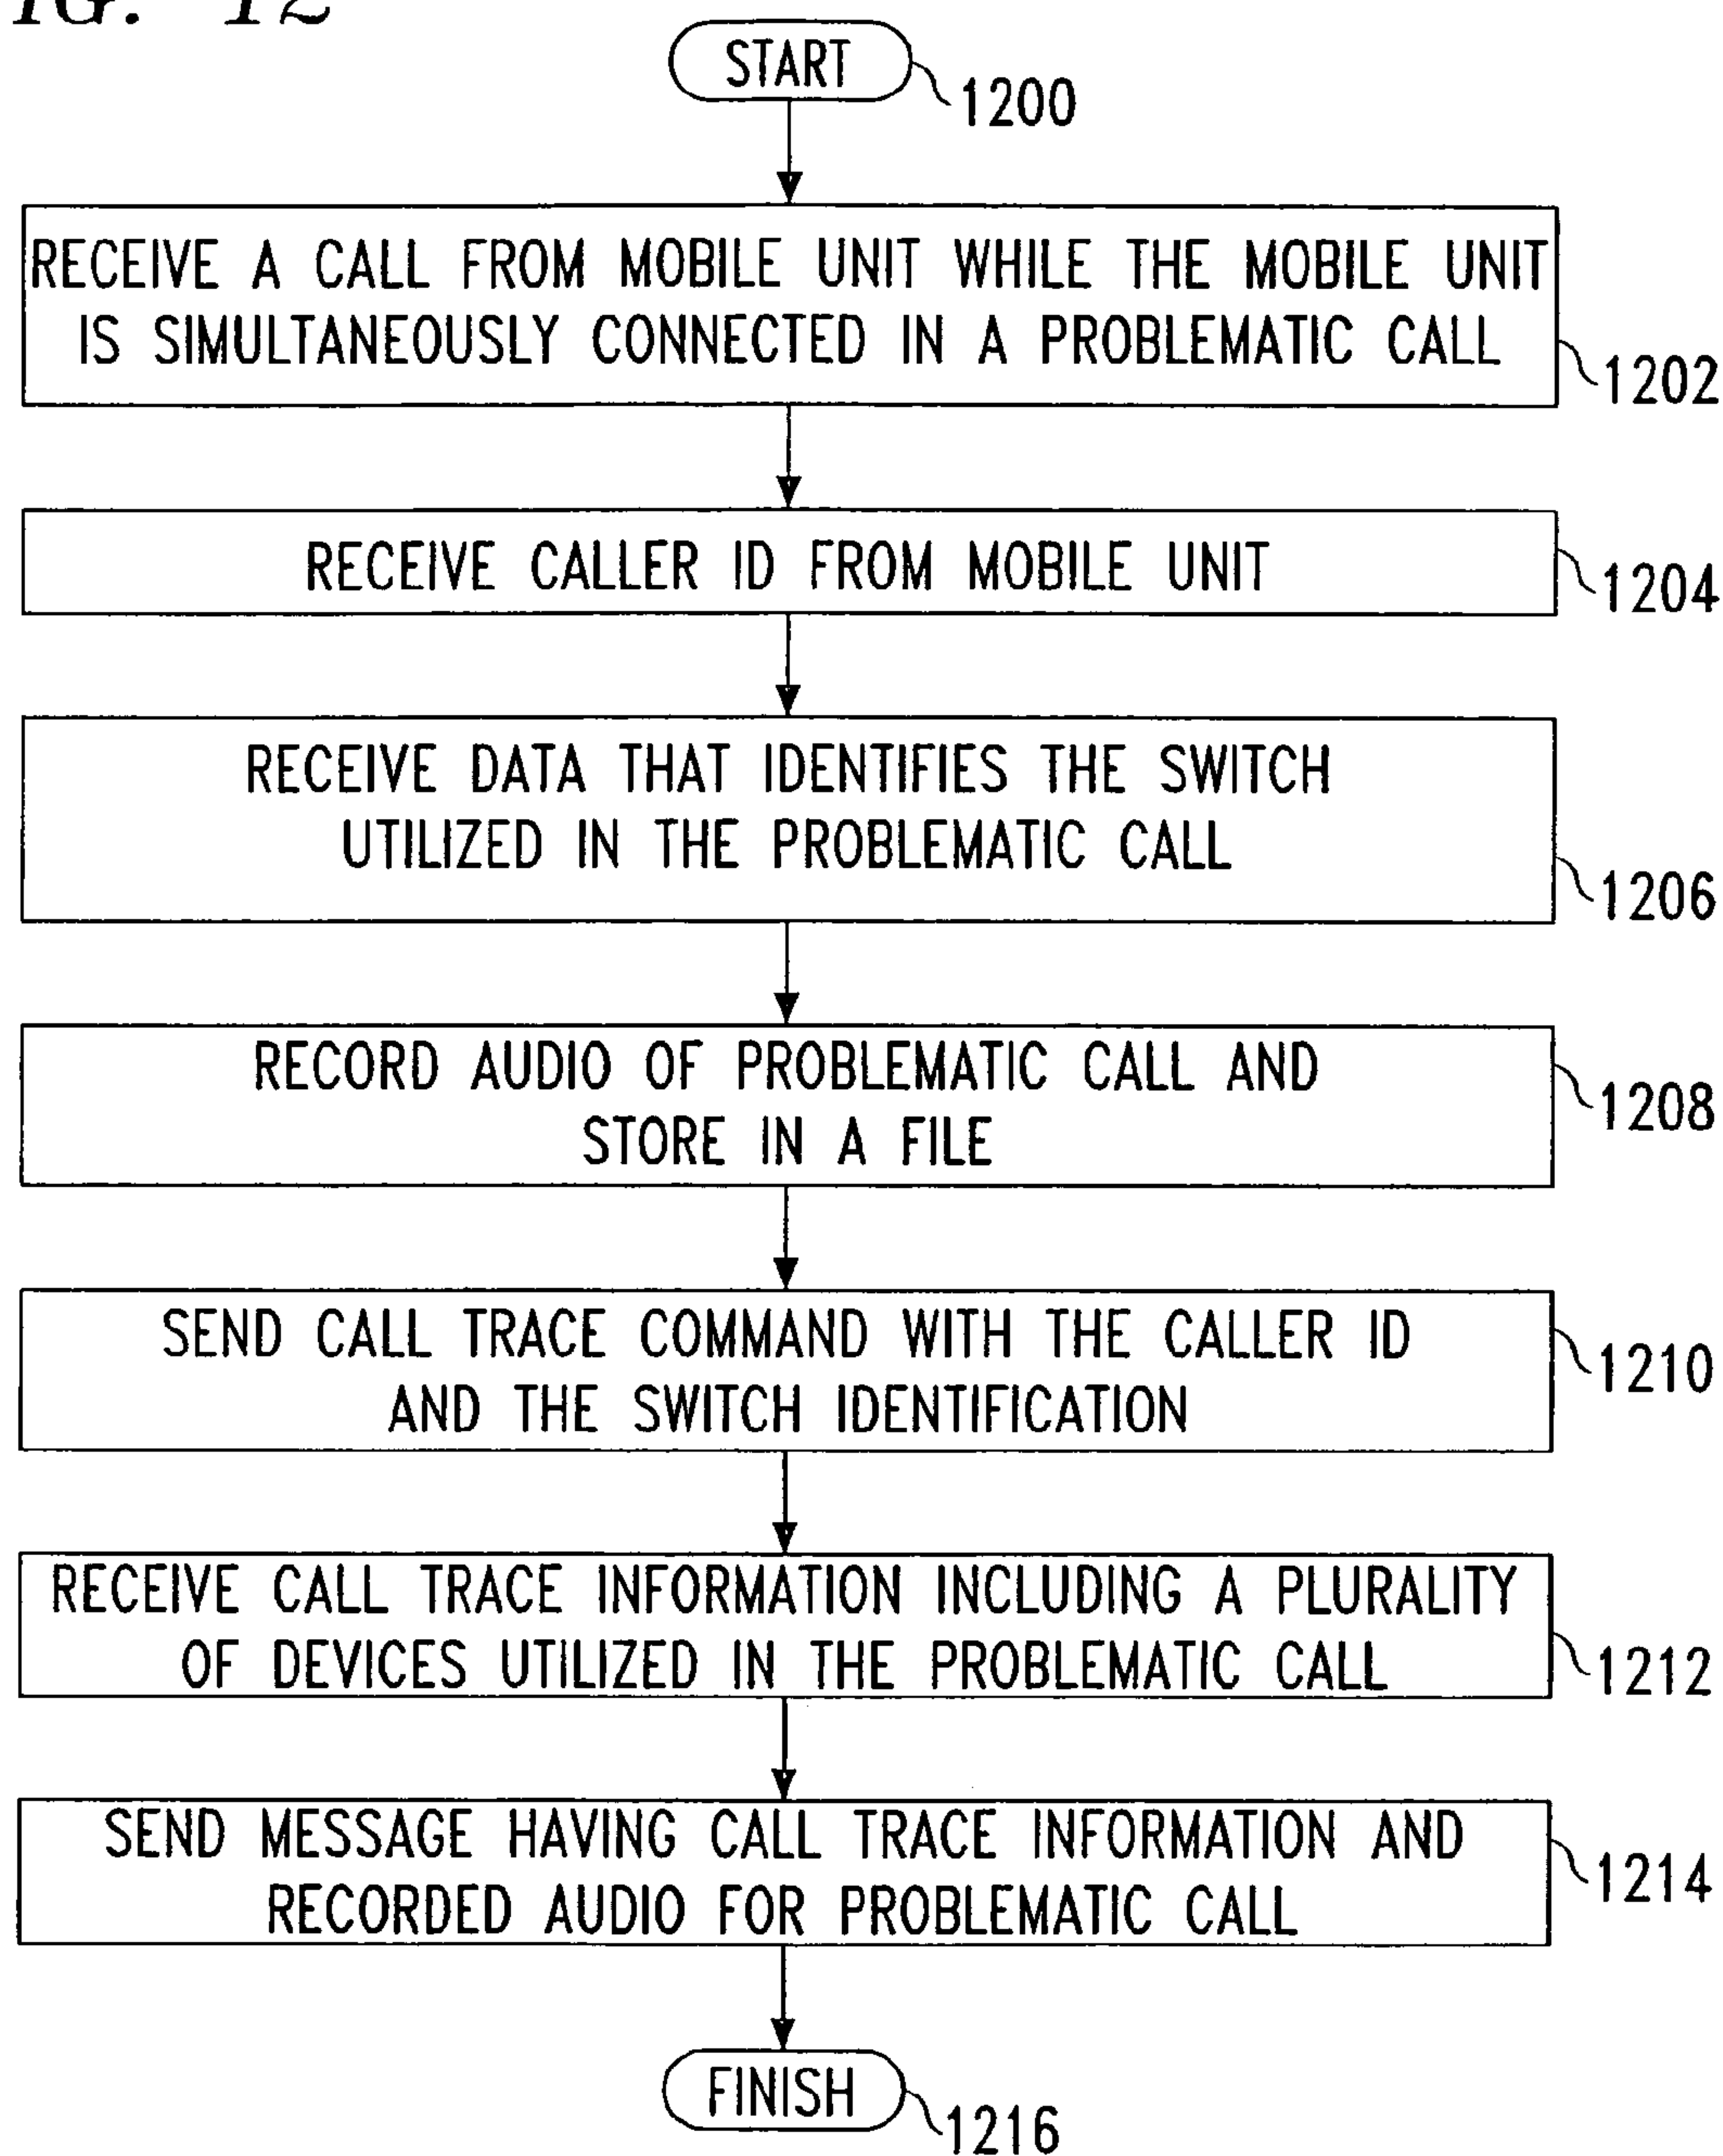 IG. 12
START
1200
RECEIVE A CALL FROM MOBILE UNIT WHILE THE MOBILE UNIT
IS SIMULTANEOUSLY CONNECTED IN A PROBLEMATIC CALL
1202
RECEIVE CALLER ID FROM MOBILE UNIT
1204
RECEIVE DATA THAT IDENTIFIES THE SWITCH
UTILIZED IN THE PROBLEMATIC CALL
1206
RECORD AUDIO OF PROBLEMATIC CALL AND
STORE IN A FILE
1208
SEND CALL TRACE COMMAND WITH THE CALLER ID
AND THE SWITCH IDENTIFICATION
1210
RECEIVE CALL TRACE INFORMATION INCLUDING A PLURALITY
OF DEVICES UTILIZED IN THE PROBLEMATIC CALL
1212
SEND MESSAGE HAVING CALL TRACE INFORMATION AND
RECORDED AUDIO FOR PROBLEMATIC CALL
1214
FINISH
1216